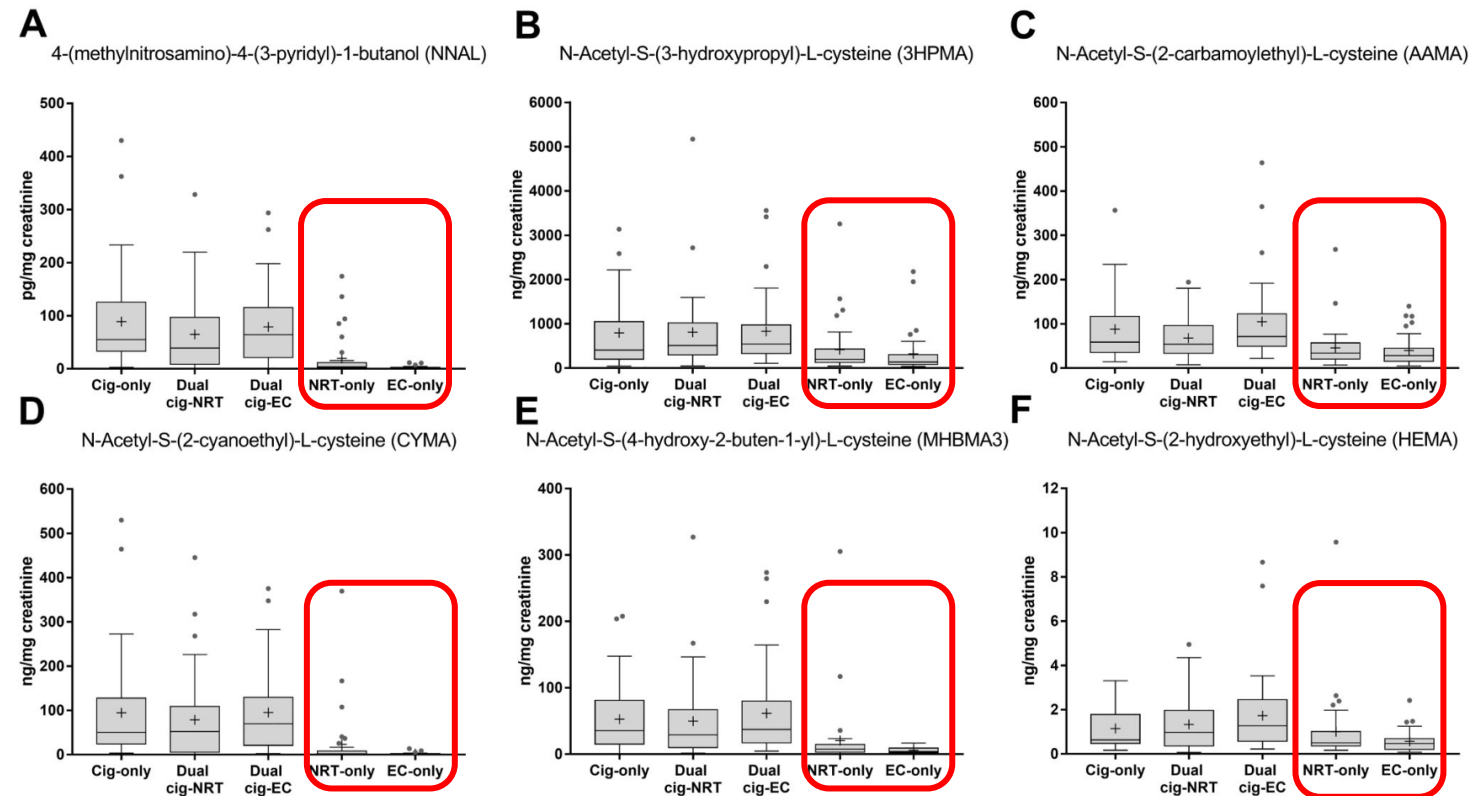 A
4-(methylnitrosamino)-4-(3-pyridyl)-1-butanol (NNAL)
pg/mg creatinine
500
400
300
200
100
0
Cig-only
Dual
cig-NRT
Dual
cig-EC
NRT-only
EC-only
B
N-Acetyl-S-(3-hydroxypropyl)-L-cysteine (3HPMA)
ng/mg creatinine
6000
5000
4000
3000
2000
1000
0
Cig-only
Dual
cig-NRT
Dual
cig-EC
NRT-only
EC-only
C
N-Acetyl-S-(2-carbamoylethyl)-L-cysteine (AAMA)
ng/mg creatinine
600
500
400
300
200
100
0
Cig-only
Dual
cig-NRT
Dual
cig-EC
NRT-only
EC-only
D
N-Acetyl-S-(2-cyanoethyl)-L-cysteine (CYMA)
ng/mg creatinine
600
500
400
300
200
100
0
Cig-only
Dual
cig-NRT
Dual
cig-EC
NRT-only
EC-only
E
N-Acetyl-S-(4-hydroxy-2-buten-1-yl)-L-cysteine (MHBMA3)
ng/mg creatinine
400
300
200
100
0
Cig-only
Dual
cig-NRT
Dual
cig-EC
NRT-only
EC-only
F
N-Acetyl-S-(2-hydroxyethyl)-L-cysteine (HEMA)
ng/mg creatinine
12
10
8
6
4
2
0
Cig-only
Dual
cig-NRT
Dual
cig-EC
NRT-only
EC-only